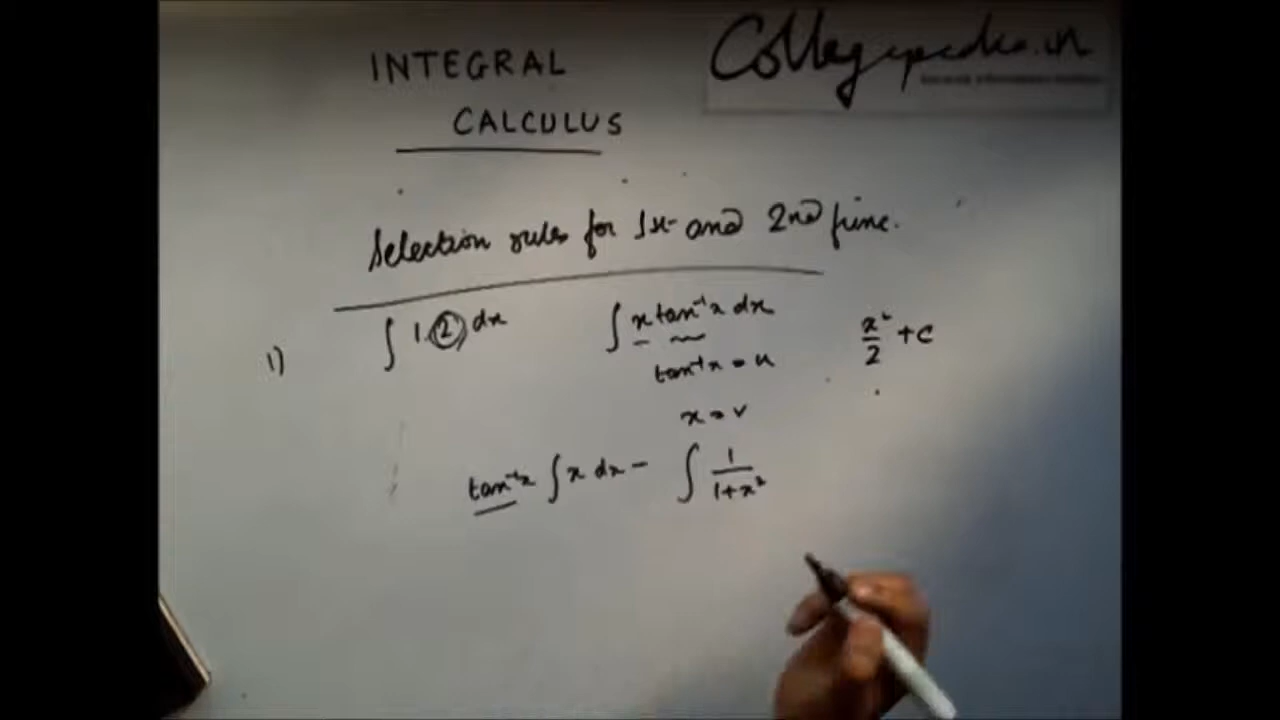 Collegepedia.in
INTEGRAL
CALCULUS
Selection rules for 1st and 2nd func.
1) ∫ 1.2 dx
∫ x tan⁻¹x dx
x²/2 + c
tan⁻¹x = u
x = v
tan⁻¹x ∫ x dx − ∫ 1/(1+x²)